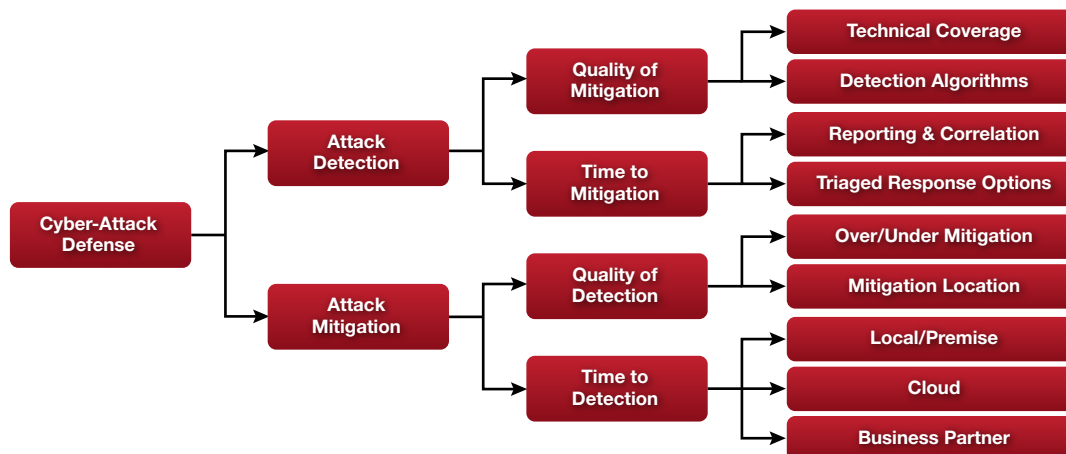 Cyber-Attack
Defense
Attack
Detection
Attack
Mitigation
Quality of
Mitigation
Time to
Mitigation
Quality of
Detection
Time to
Detection
Technical Coverage
Detection Algorithms
Reporting & Correlation
Triaged Response Options
Over/Under Mitigation
Mitigation Location
Local/Premise
Cloud
Business Partner